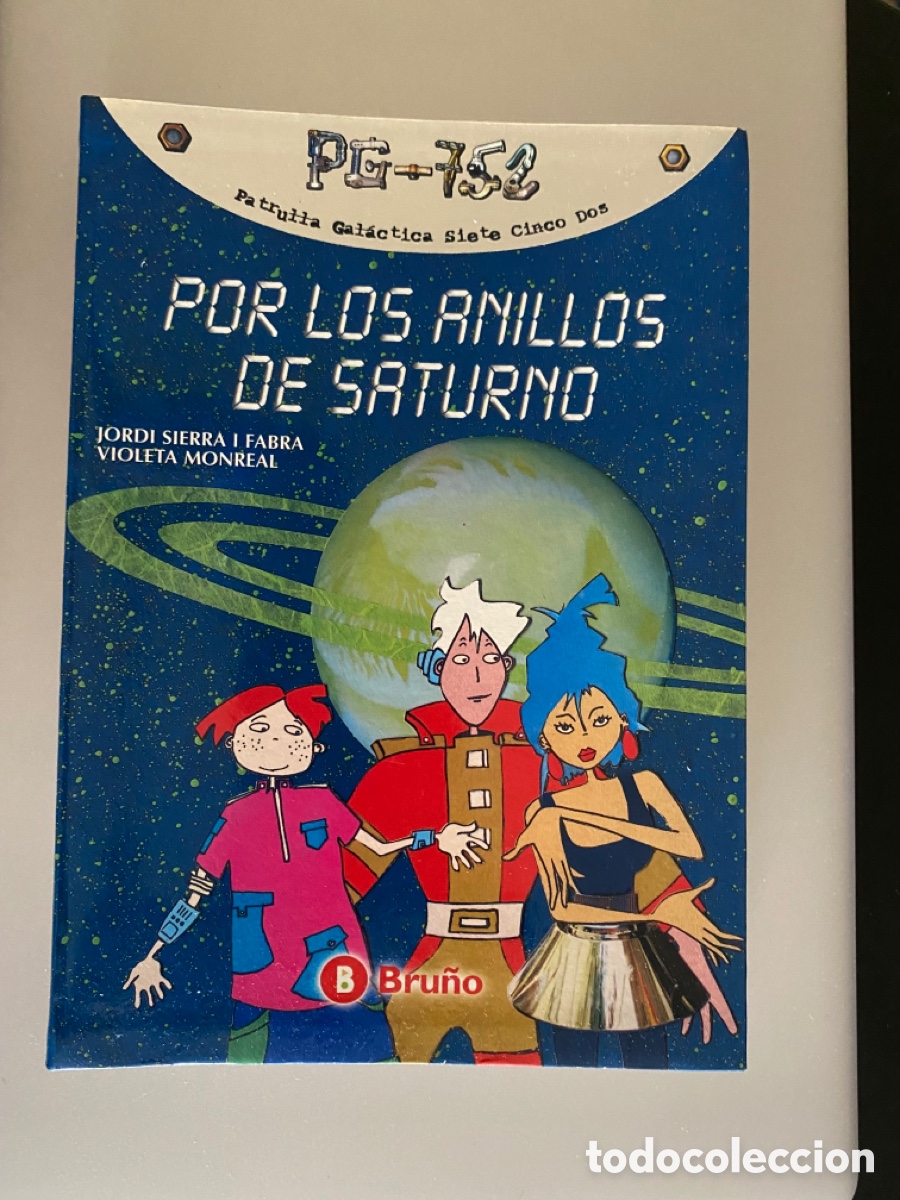 PG-752
Patrulla Galáctica Siete Cinco Dos
POR LOS ANILLOS
DE SATURNO
JORDI SIERRA I FABRA
VIOLETA MONREAL
B Bruño
todocoleccion